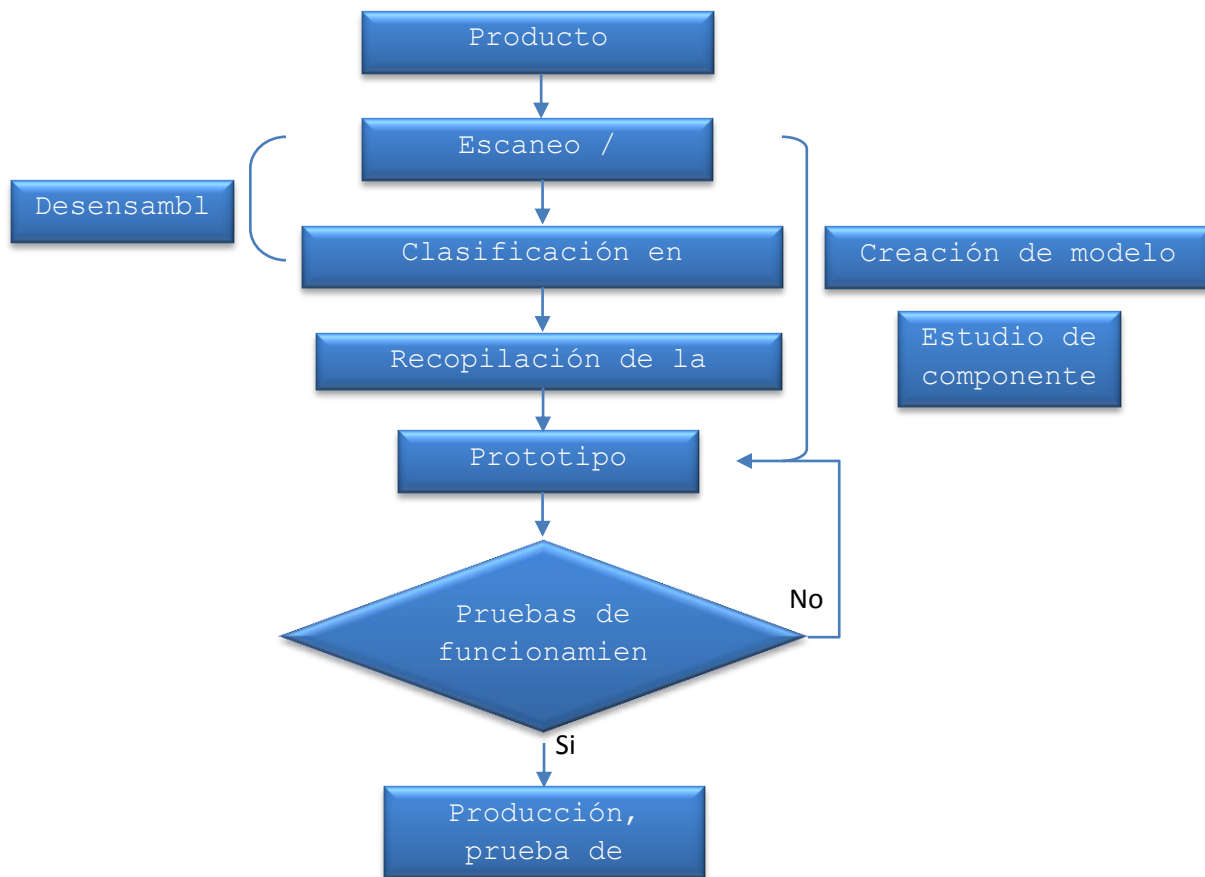 Producto
Escaneo /
Desensambl
Clasificación en
Creación de modelo
Recopilación de la
Estudio de
componente
Prototipo
No
Pruebas de
funcionamien
Si
Producción,
prueba de